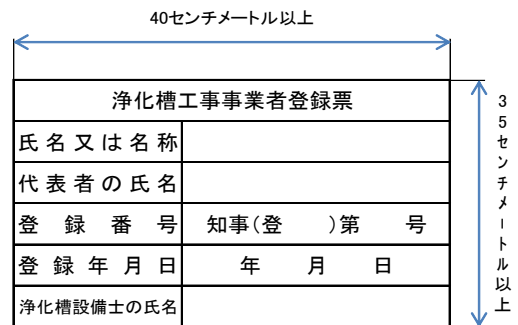 40センチメートル以上
浄化槽工事事業者登録票
氏名又は名称
代表者の氏名
登録番号 知事(登 )第 号
登録年月日 年 月 日
浄化槽設備士の氏名
35センチメートル以上